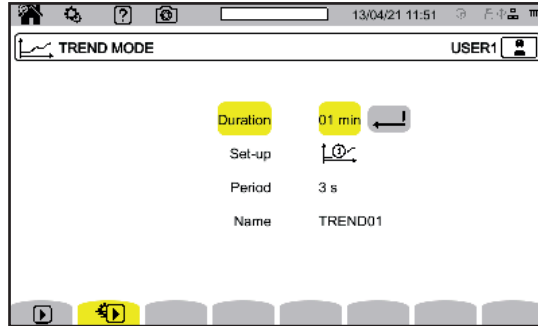 13/04/21 11:51
TREND MODE USER1
Duration 01 min
Set-up
Period 3 s
Name TREND01